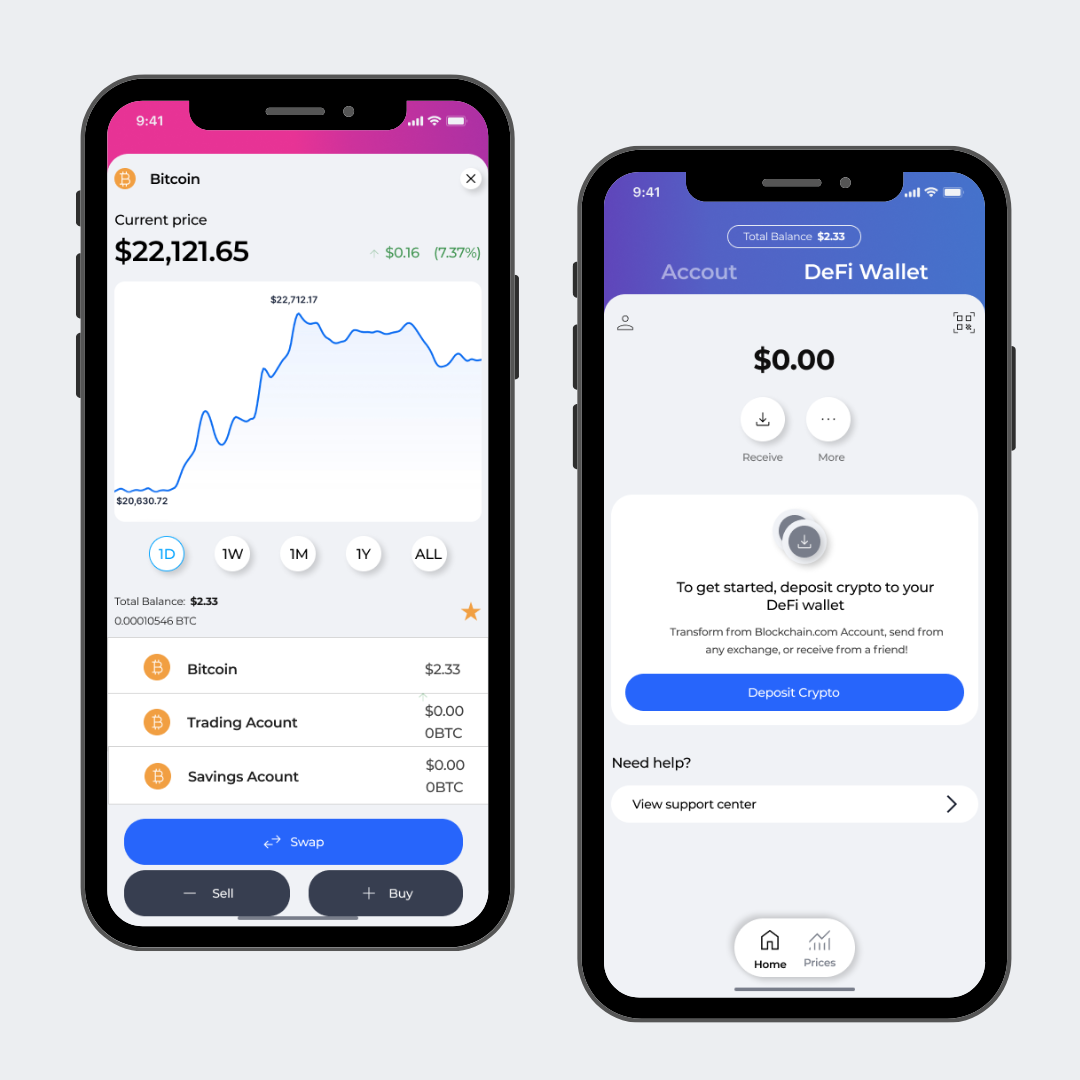 9:41
Bitcoin
Current price
$22,121.65
$0.16 (7.37%)
$22,712.17
$20,630.72
1D 1W 1M 1Y ALL
Total Balance: $2.33
0.00010546 BTC
Bitcoin $2.33
Trading Acount $0.00
0BTC
Savings Acount $0.00
0BTC
Swap
Sell Buy
9:41
Total Balance $2.33
Accout DeFi Wallet
$0.00
Receive More
To get started, deposit crypto to your
DeFi wallet
Transform from Blockchain.com Account, send from
any exchange, or receive from a friend!
Deposit Crypto
Need help?
View support center
Home Prices